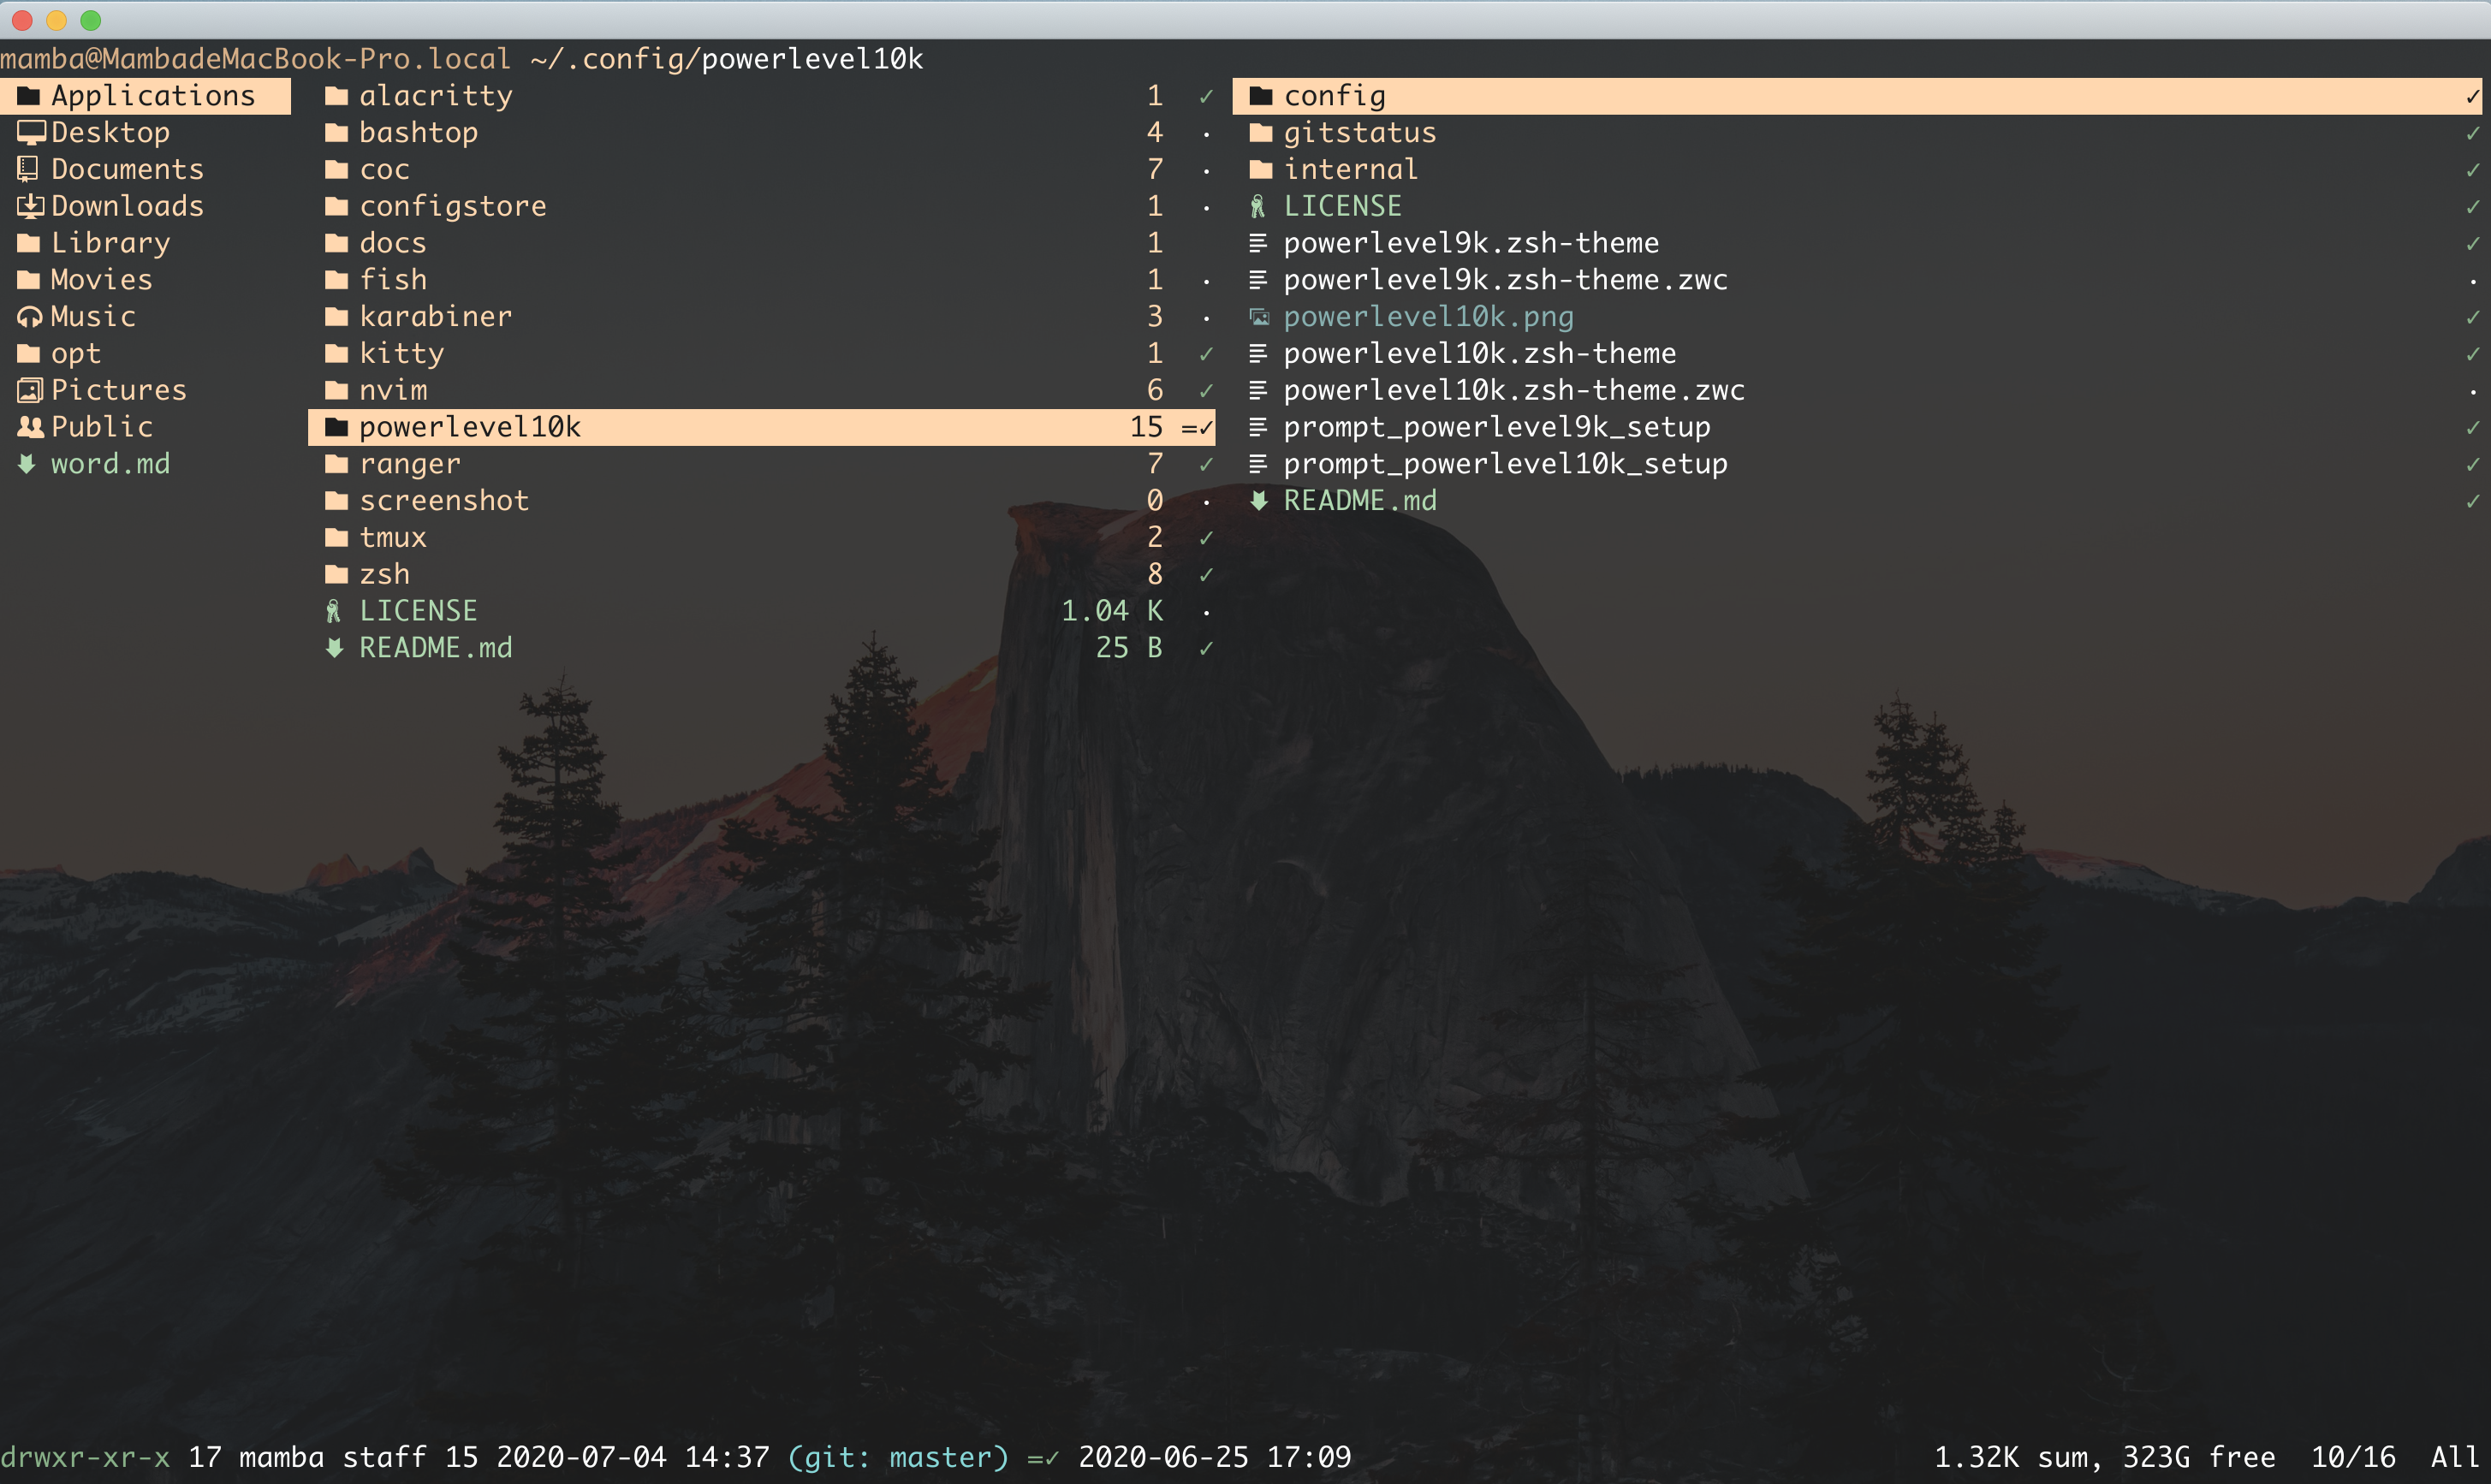 mamba@MambadeMacBook-Pro.local ~/.config/powerlevel10k
Applications
Desktop
Documents
Downloads
Library
Movies
Music
opt
Pictures
Public
word.md
alacritty 1 ✓
bashtop 4 ·
coc 7 ·
configstore 1 ·
docs 1
fish 1 ·
karabiner 3 ·
kitty 1 ✓
nvim 6 ✓
powerlevel10k 15 =✓
ranger 7 ✓
screenshot 0 ·
tmux 2 ✓
zsh 8 ✓
LICENSE 1.04 K ·
README.md 25 B ✓
config ✓
gitstatus ✓
internal ✓
LICENSE ✓
powerlevel9k.zsh-theme ✓
powerlevel9k.zsh-theme.zwc ·
powerlevel10k.png ✓
powerlevel10k.zsh-theme ✓
powerlevel10k.zsh-theme.zwc ·
prompt_powerlevel9k_setup ✓
prompt_powerlevel10k_setup ✓
README.md ✓
drwxr-xr-x 17 mamba staff 15 2020-07-04 14:37 (git: master) =✓ 2020-06-25 17:09 1.32K sum, 323G free 10/16 All